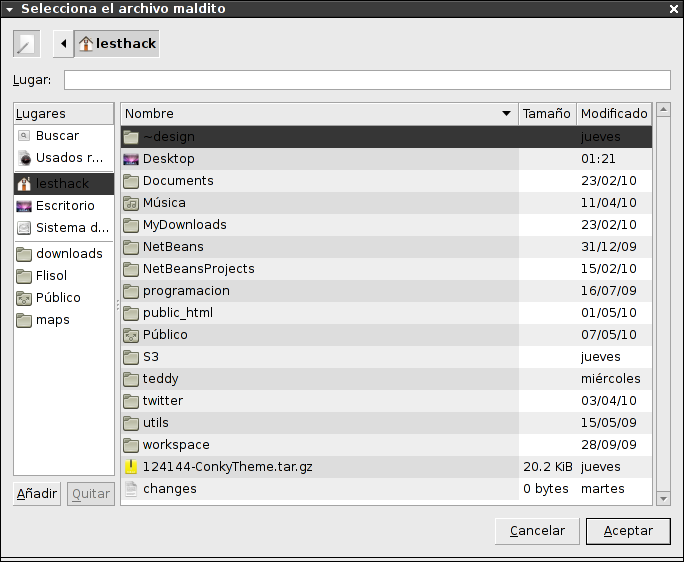 Selecciona el archivo maldito
lesthack
Lugar:
Lugares
Buscar
Usados r...
lesthack
Escritorio
Sistema d...
downloads
Flisol
Público
maps
Añadir Quitar
Nombre Tamaño Modificado
~design jueves
Desktop 01:21
Documents 23/02/10
Música 11/04/10
MyDownloads 23/02/10
NetBeans 31/12/09
NetBeansProjects 15/02/10
programacion 16/07/09
public_html 01/05/10
Público 07/05/10
S3 jueves
teddy miércoles
twitter 03/04/10
utils 15/05/09
workspace 28/09/09
124144-ConkyTheme.tar.gz 20.2 KiB jueves
changes 0 bytes martes
Cancelar Aceptar